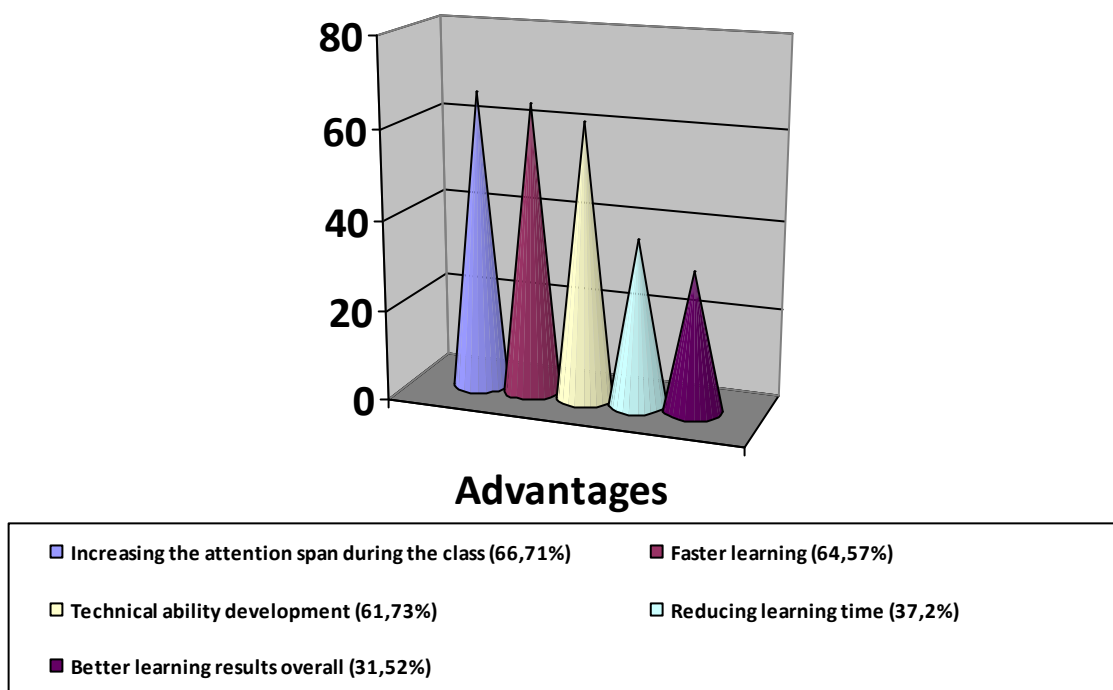 80
60
40
20
0
Advantages
Increasing the attention span during the class (66,71%)
Faster learning (64,57%)
Technical ability development (61,73%)
Reducing learning time (37,2%)
Better learning results overall (31,52%)